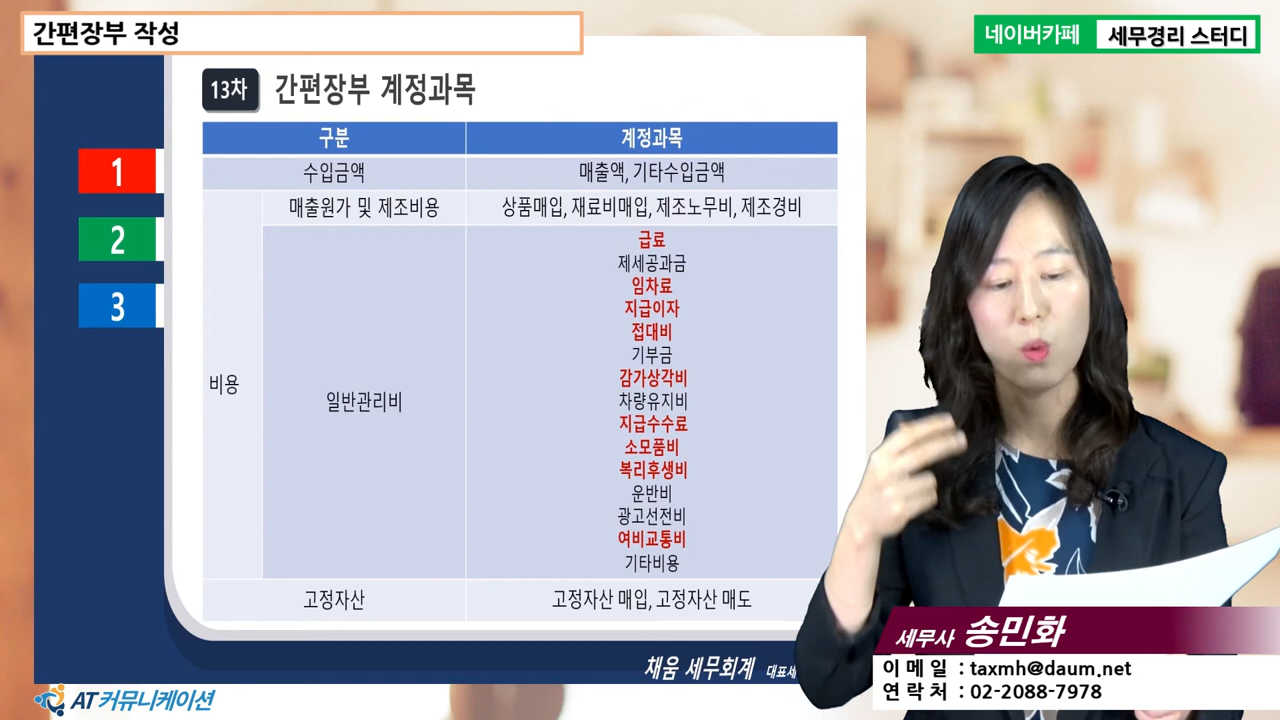 간편장부 작성
네이버카페 세무경리 스터디
13차 간편장부 계정과목
구분 계정과목
수입금액 매출액, 기타수입금액
매출원가 및 제조비용 상품매입, 재료비매입, 제조노무비, 제조경비
1
2
3
비용
일반관리비
급료
제세공과금
임차료
지급이자
접대비
기부금
감가상각비
차량유지비
지급수수료
소모품비
복리후생비
운반비
광고선전비
여비교통비
기타비용
고정자산 고정자산 매입, 고정자산 매도
채움 세무회계 대표세
세무사 송민화
이 메 일 : taxmh@daum.net
연 락 처 : 02-2088-7978
AT커뮤니케이션